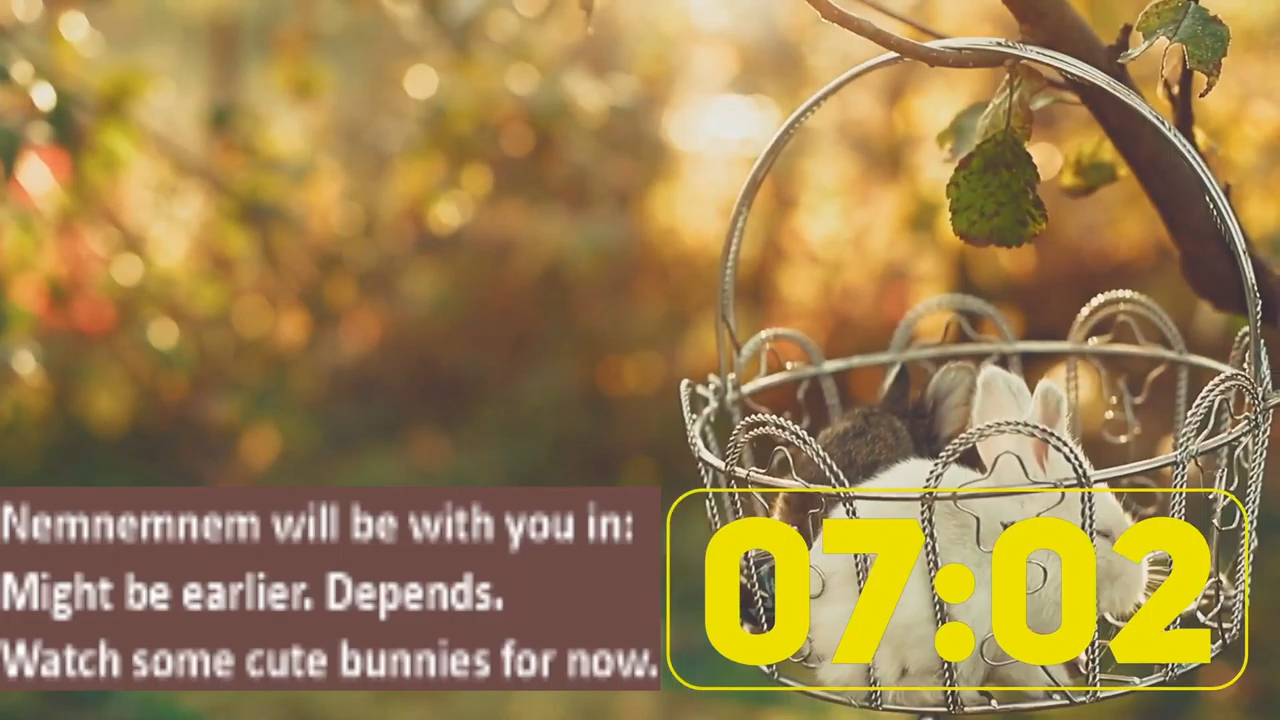 Nemnemnem will be with you in:
Might be earlier. Depends.
Watch some cute bunnies for now.
07:02